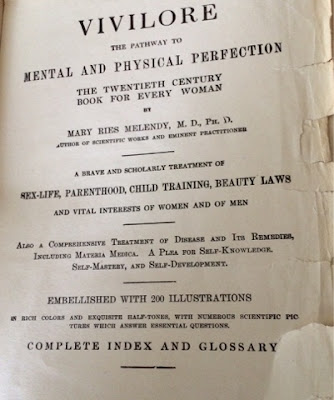 VIVILORE
THE PATHWAY TO
MENTAL AND PHYSICAL PERFECTION
THE TWENTIETH CENTURY
BOOK FOR EVERY WOMAN
BY
MARY RIES MELENDY, M. D., PH. D.
AUTHOR OF SCIENTIFIC WORKS AND EMINENT PRACTITIONER
A BRAVE AND SCHOLARLY TREATMENT OF
SEX-LIFE, PARENTHOOD, CHILD TRAINING, BEAUTY LAWS
AND VITAL INTERESTS OF WOMEN AND OF MEN
ALSO A COMPREHENSIVE TREATMENT OF DISEASE AND ITS REMEDIES,
INCLUDING MATERIA MEDICA. A PLEA FOR SELF-KNOWLEDGE,
SELF-MASTERY, AND SELF-DEVELOPMENT.
EMBELLISHED WITH 200 ILLUSTRATIONS
IN RICH COLORS AND EXQUISITE HALF-TONES, WITH NUMEROUS SCIENTIFIC PIC
TURES WHICH ANSWER ESSENTIAL QUESTIONS.
COMPLETE INDEX AND GLOSSARY